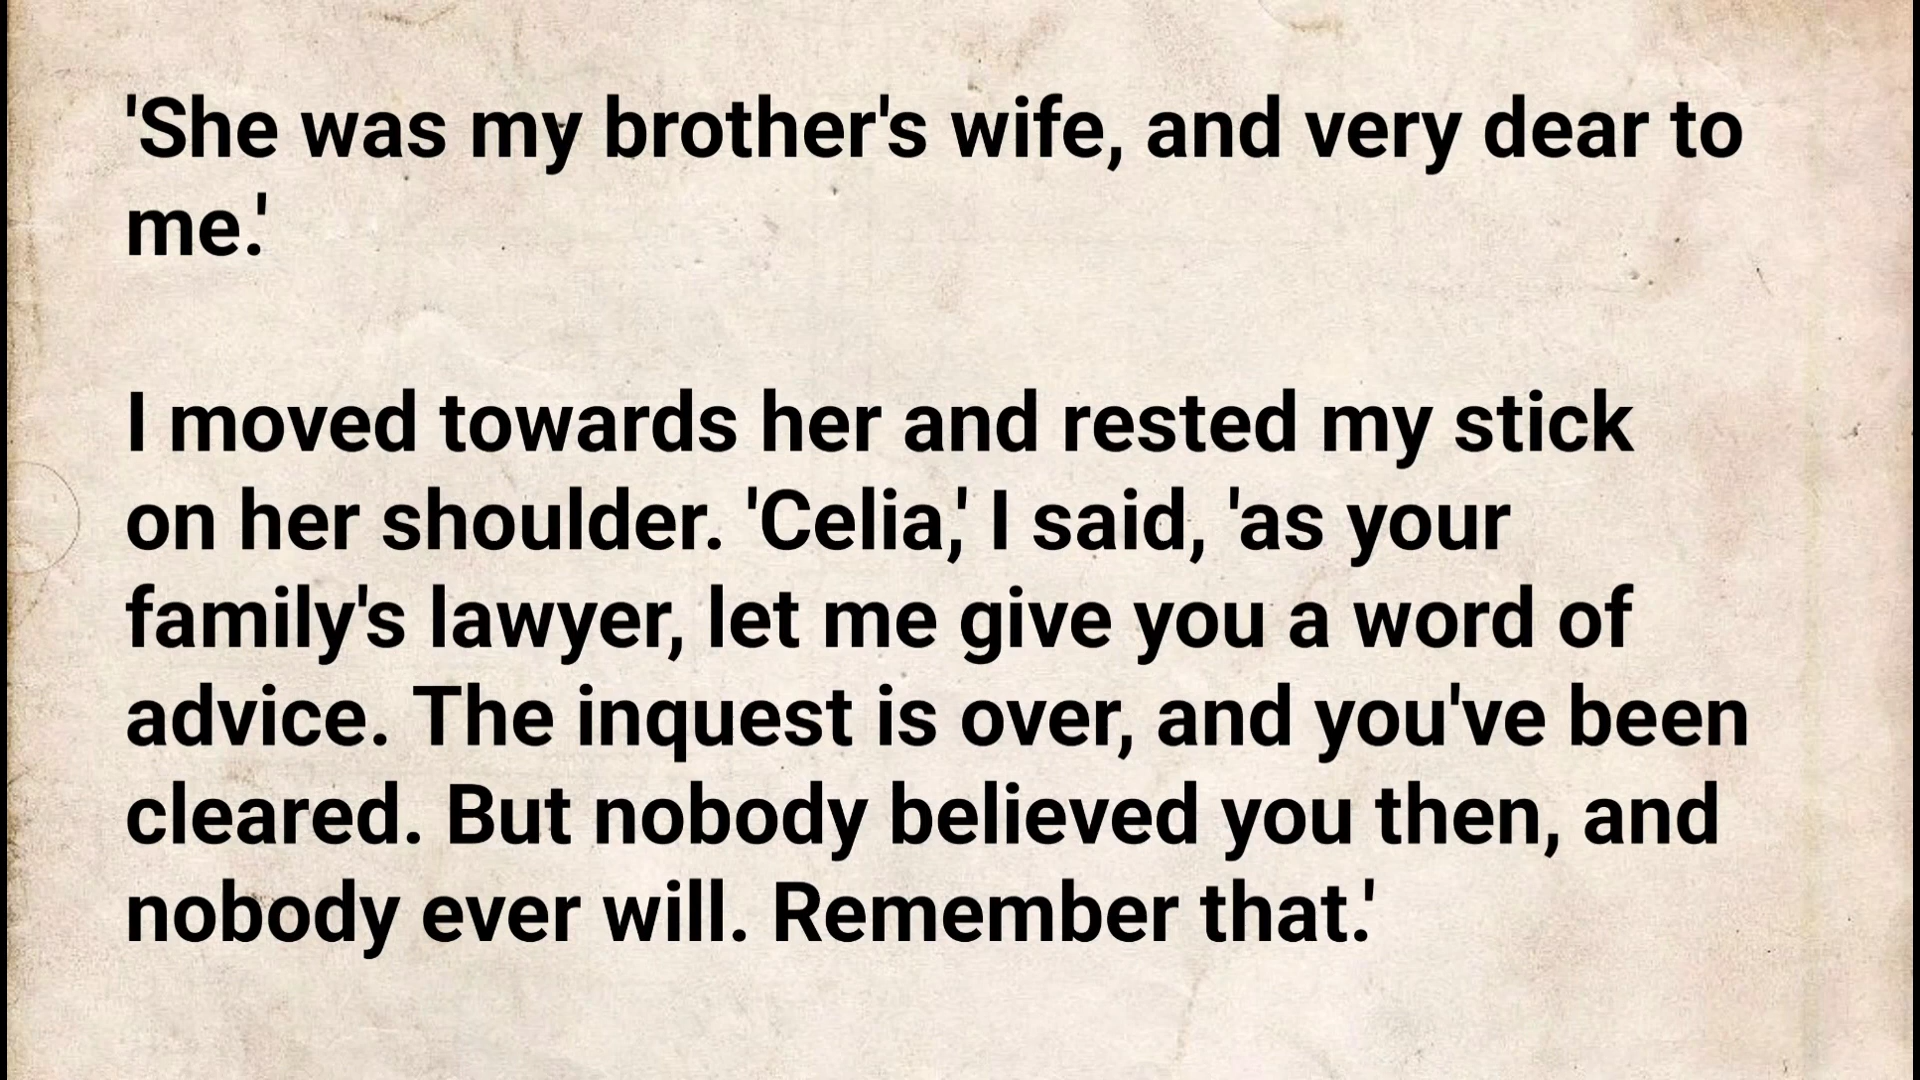 'She was my brother's wife, and very dear to
me.'
I moved towards her and rested my stick
on her shoulder. 'Celia,' I said, 'as your
family's lawyer, let me give you a word of
advice. The inquest is over, and you've been
cleared. But nobody believed you then, and
nobody ever will. Remember that.'